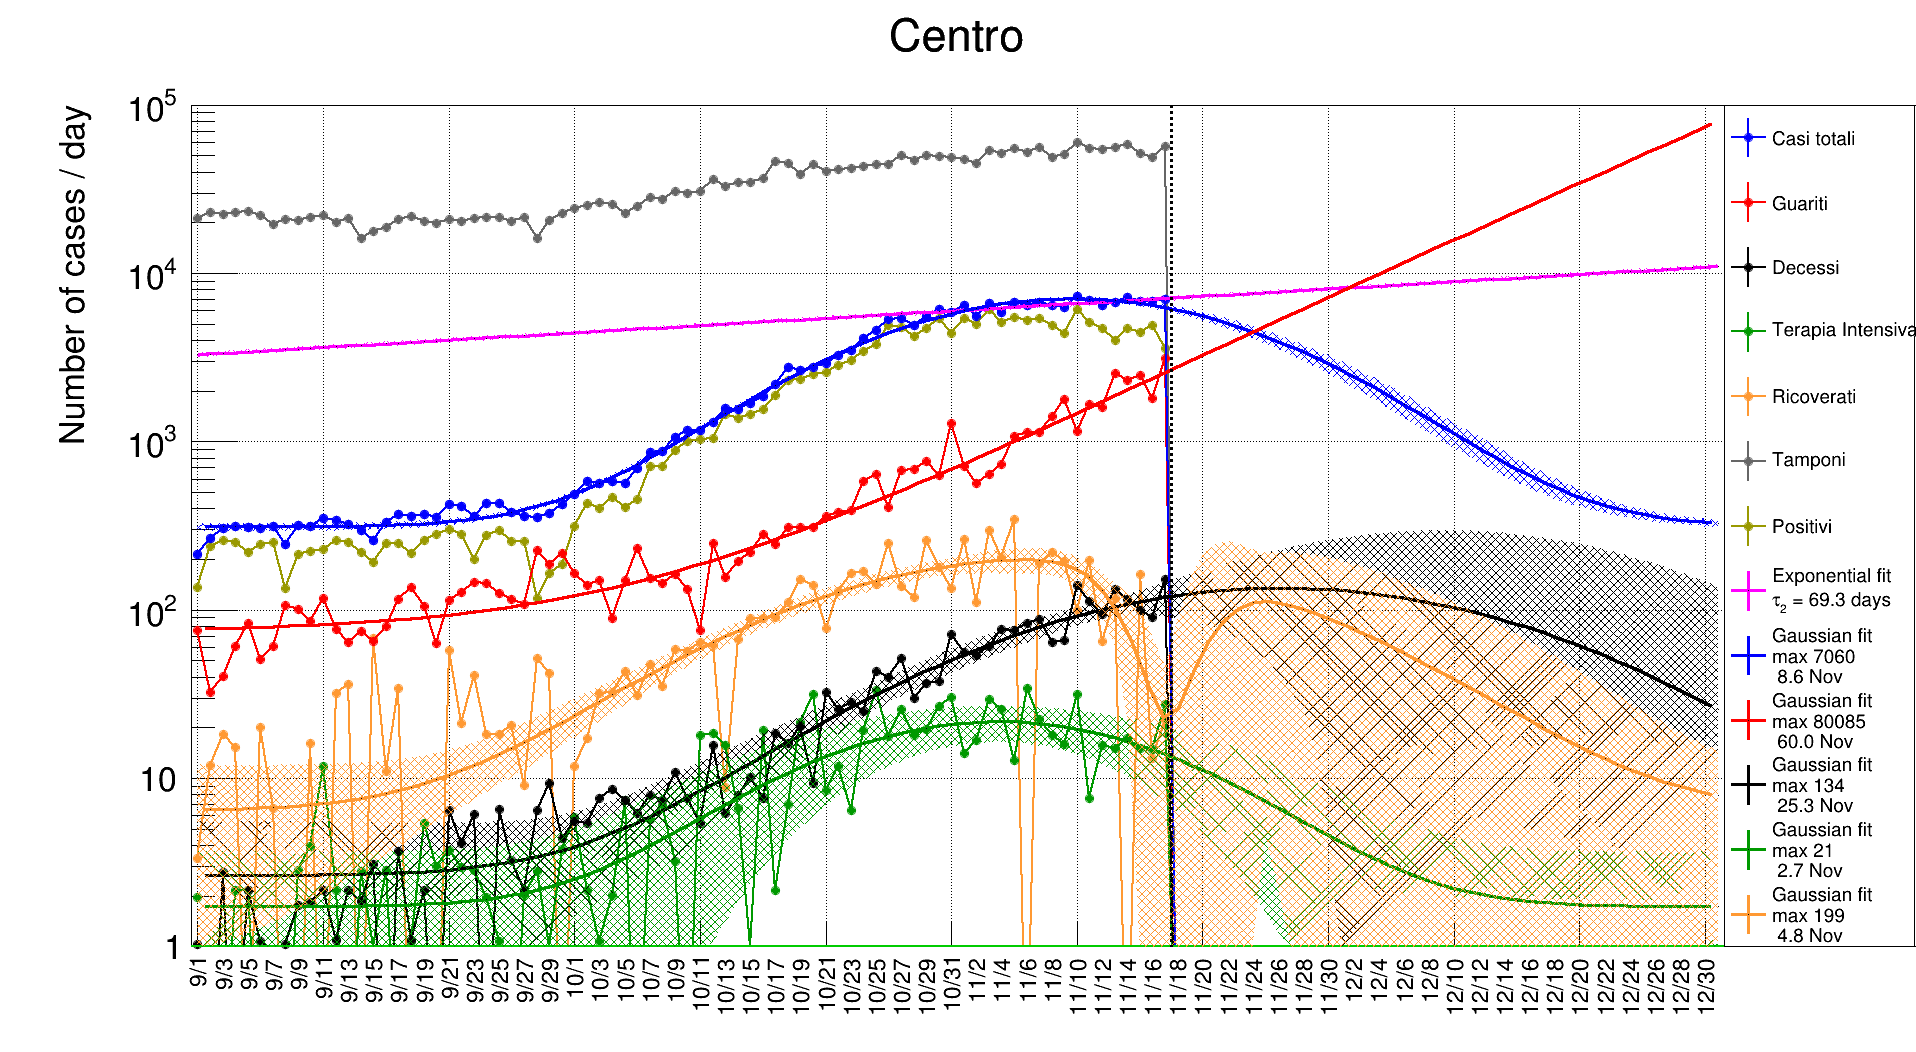 Centro
Number of cases / day
10^5
10^4
10^3
10^2
10
1
9/1 9/3 9/5 9/7 9/9 9/11 9/13 9/15 9/17 9/19 9/21 9/23 9/25 9/27 9/29 10/1 10/3 10/5 10/7 10/9 10/11 10/13 10/15 10/17 10/19 10/21 10/23 10/25 10/27 10/29 10/31 11/2 11/4 11/6 11/8 11/10 11/12 11/14 11/16 11/18 11/20 11/22 11/24 11/26 11/28 11/30 12/2 12/4 12/6 12/8 12/10 12/12 12/14 12/16 12/18 12/20 12/22 12/24 12/26 12/28 12/30
Casi totali
Guariti
Decessi
Terapia Intensiva
Ricoverati
Tamponi
Positivi
Exponential fit
τ2 = 69.3 days
Gaussian fit
max 7060
8.6 Nov
Gaussian fit
max 80085
60.0 Nov
Gaussian fit
max 134
25.3 Nov
Gaussian fit
max 21
2.7 Nov
Gaussian fit
max 199
4.8 Nov